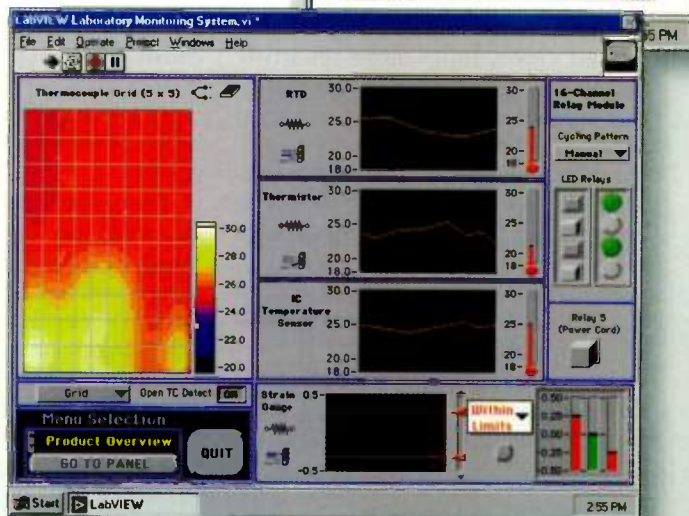 LabVIEW Laboratory Monitoring System.vi *
55 PM
File Edit Operate Project Windows Help
Thermocouple Grid (5 x 5)
30.0
28.0
26.0
24.0
22.0
20.0
Grid
Open TC Detect
Menu Selection
Product Overview
GO TO PANEL
QUIT
RTD
30.0
25.0
20.0
18.0
30
25
20
18
Thermistor
30.0
25.0
20.0
18.0
30
25
20
18
IC
Temperature
Sensor
30.0
25.0
20.0
18.0
30
25
20
18
Strain
Gauge
0.5
-0.5
Within
Limits
0.50
0.25
0.00
0.25
0.50
16-Channel
Relay Module
Cycling Pattern
Manual
LED Relays
Relay 5
(Power Cord)
Start
LabVIEW
2:55 PM